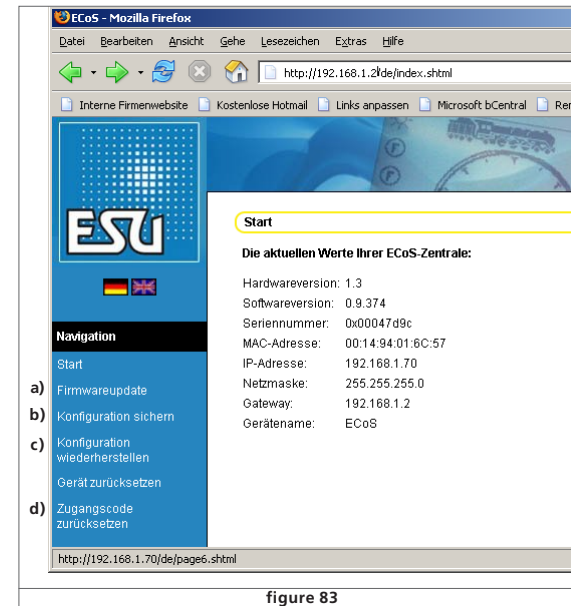 ECoS - Mozilla Firefox
Datei Bearbeiten Ansicht Gehe Lesezeichen Extras Hilfe
http://192.168.1.2/de/index.shtml
Interne Firmenwebsite Kostenlose Hotmail Links anpassen Microsoft bCentral Ren
ESU
Start
Die aktuellen Werte Ihrer ECoS-Zentrale:
Hardwareversion: 1.3
Softwareversion: 0.9.374
Seriennummer: 0x00047d9c
MAC-Adresse: 00:14:94:01:6C:57
IP-Adresse: 192.168.1.70
Netzmaske: 255.255.255.0
Gateway: 192.168.1.2
Gerätename: ECoS
Navigation
Start
a) Firmwareupdate
b) Konfiguration sichern
c) Konfiguration
wiederherstellen
Gerät zurücksetzen
d) Zugangscode
zurücksetzen
http://192.168.1.70/de/page6.shtml
figure 83